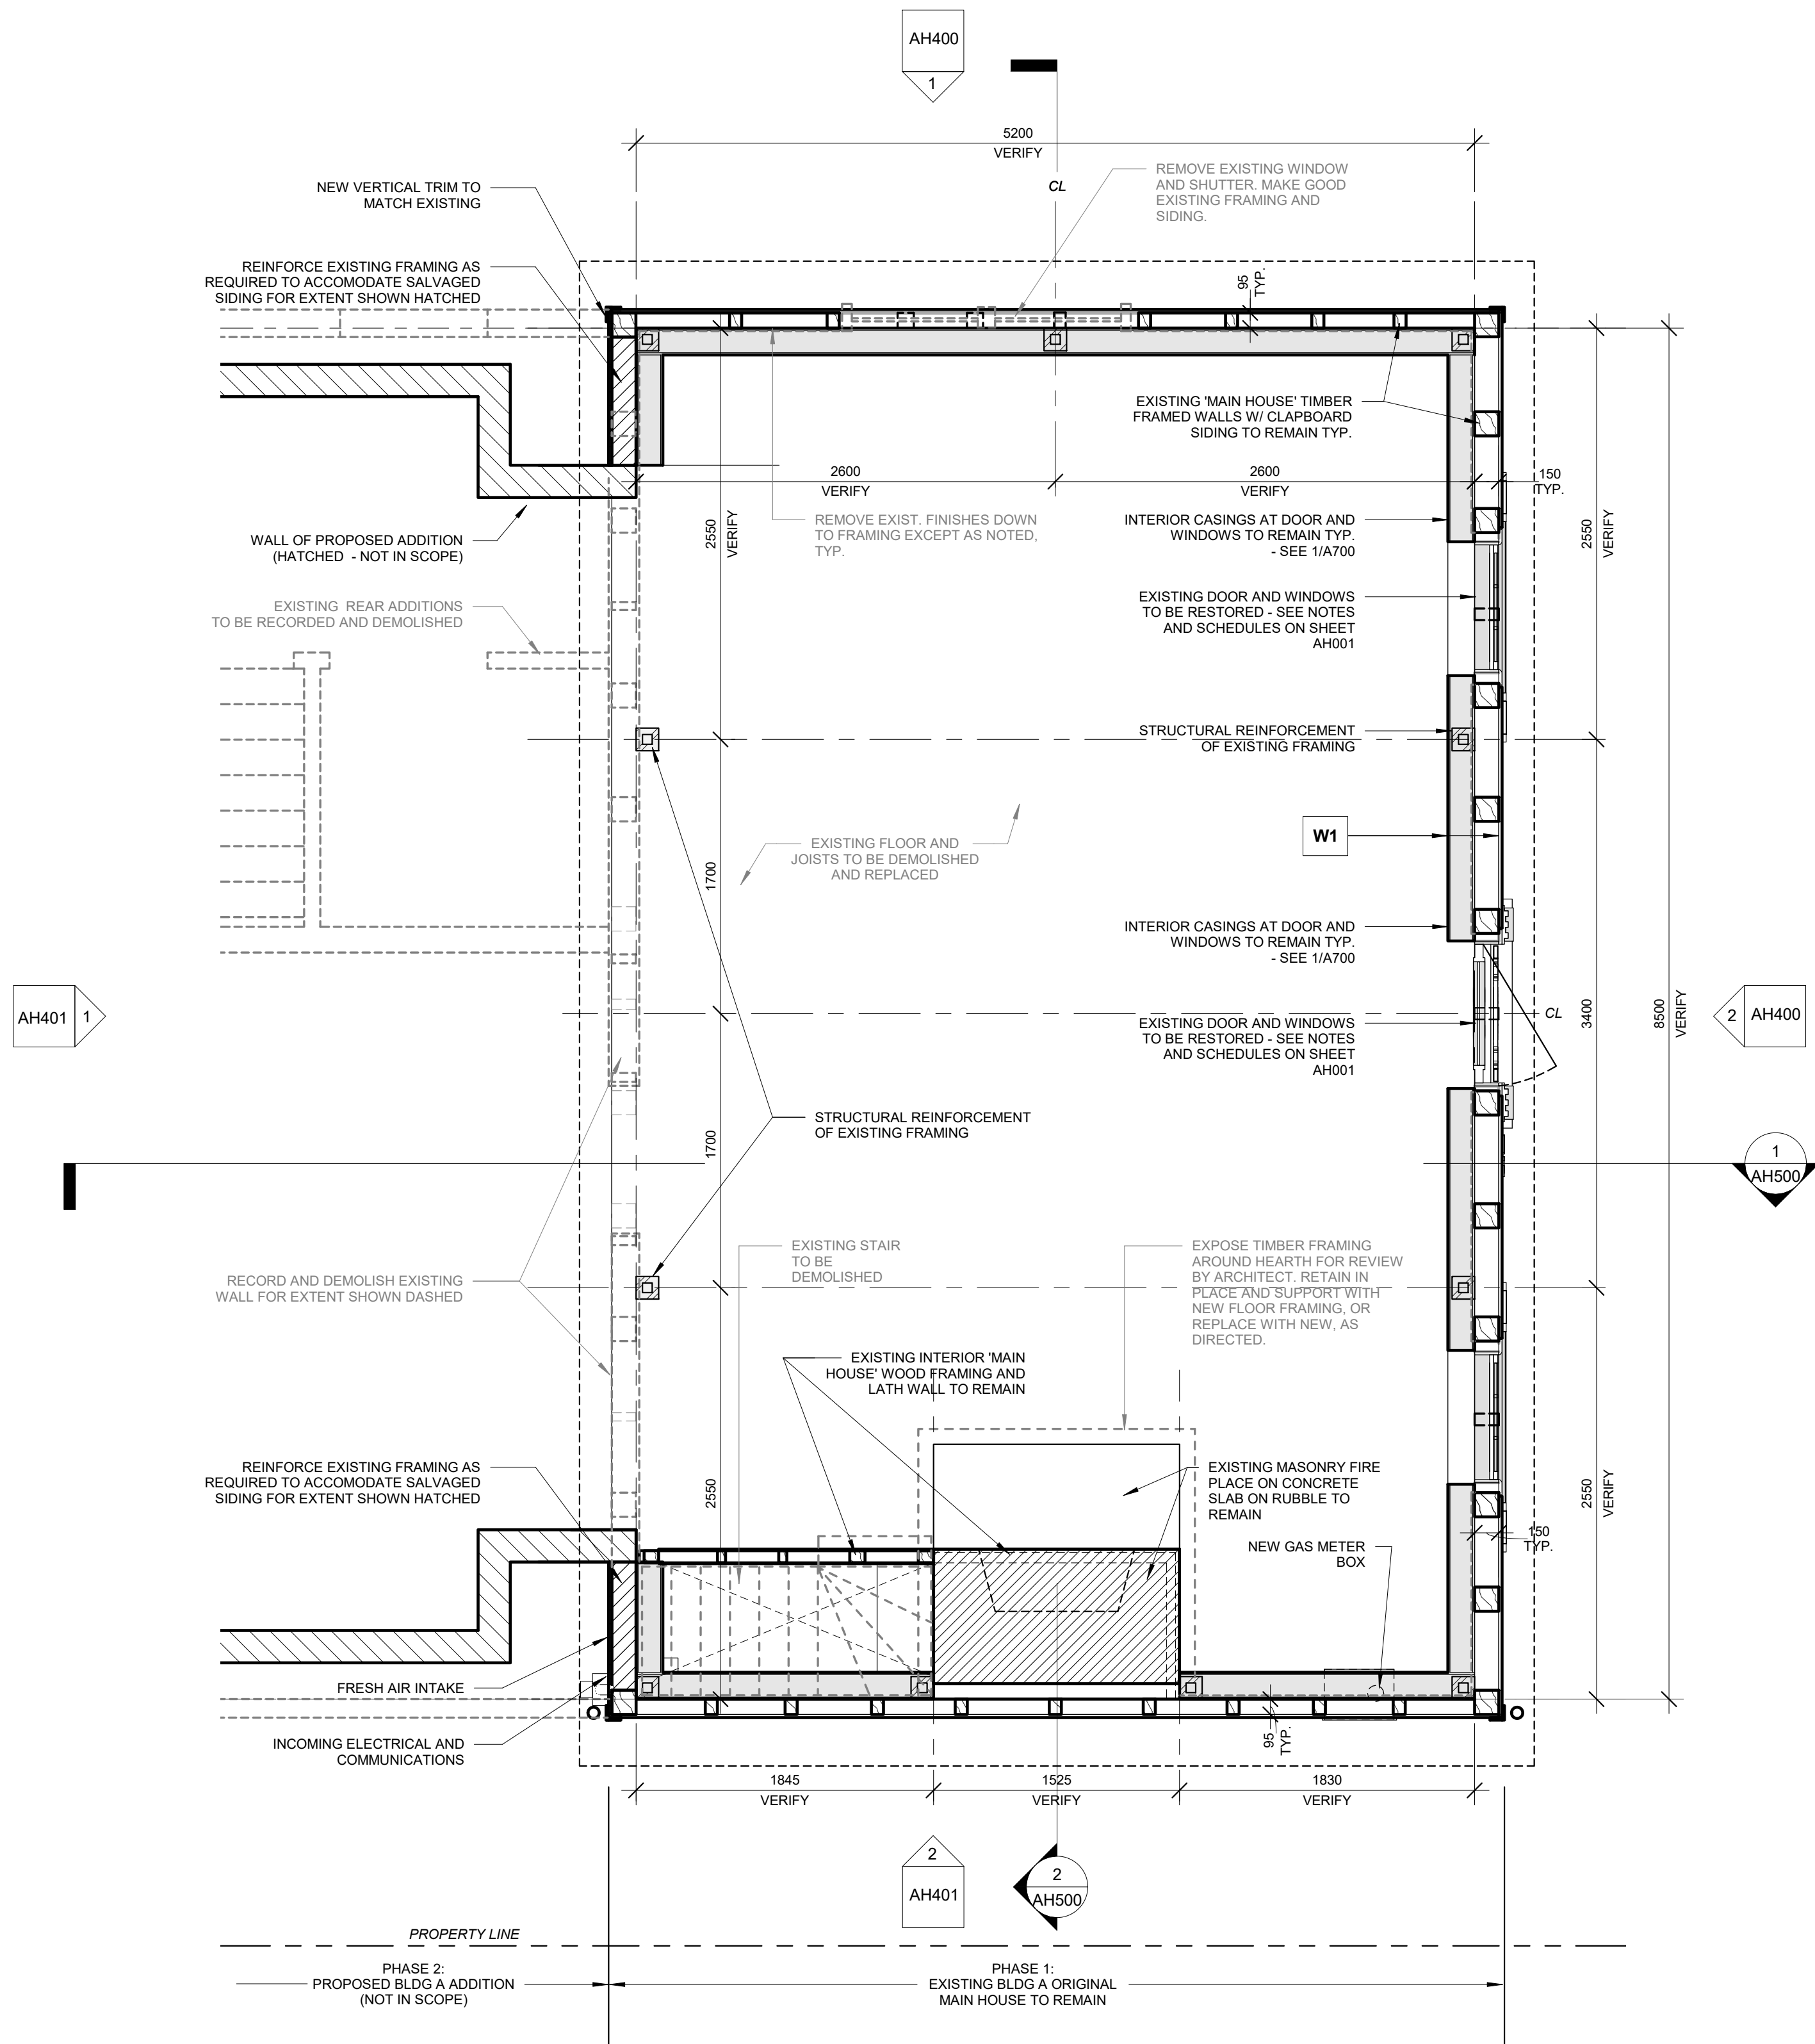 AH400
1
5200
VERIFY
CL
REMOVE EXISTING WINDOW
AND SHUTTER. MAKE GOOD
EXISTING FRAMING AND
SIDING.
NEW VERTICAL TRIM TO
MATCH EXISTING
REINFORCE EXISTING FRAMING AS
REQUIRED TO ACCOMODATE SALVAGED
SIDING FOR EXTENT SHOWN HATCHED
95
TYP.
EXISTING 'MAIN HOUSE' TIMBER
FRAMED WALLS W/ CLAPBOARD
SIDING TO REMAIN TYP.
2600
VERIFY
2600
VERIFY
150
TYP.
2550
VERIFY
REMOVE EXIST. FINISHES DOWN
TO FRAMING EXCEPT AS NOTED,
TYP.
INTERIOR CASINGS AT DOOR AND
WINDOWS TO REMAIN TYP.
- SEE 1/A700
2550
VERIFY
WALL OF PROPOSED ADDITION
(HATCHED - NOT IN SCOPE)
EXISTING REAR ADDITIONS
TO BE RECORDED AND DEMOLISHED
EXISTING DOOR AND WINDOWS
TO BE RESTORED - SEE NOTES
AND SCHEDULES ON SHEET
AH001
STRUCTURAL REINFORCEMENT
OF EXISTING FRAMING
W1
EXISTING FLOOR AND
JOISTS TO BE DEMOLISHED
AND REPLACED
1700
INTERIOR CASINGS AT DOOR AND
WINDOWS TO REMAIN TYP.
- SEE 1/A700
AH401
1
CL
3400
8500
VERIFY
2
AH400
EXISTING DOOR AND WINDOWS
TO BE RESTORED - SEE NOTES
AND SCHEDULES ON SHEET
AH001
STRUCTURAL REINFORCEMENT
OF EXISTING FRAMING
1700
1
AH500
EXISTING STAIR
TO BE
DEMOLISHED
EXPOSE TIMBER FRAMING
AROUND HEARTH FOR REVIEW
BY ARCHITECT. RETAIN IN
PLACE AND SUPPORT WITH
NEW FLOOR FRAMING, OR
REPLACE WITH NEW, AS
DIRECTED.
RECORD AND DEMOLISH EXISTING
WALL FOR EXTENT SHOWN DASHED
EXISTING INTERIOR 'MAIN
HOUSE' WOOD FRAMING AND
LATH WALL TO REMAIN
REINFORCE EXISTING FRAMING AS
REQUIRED TO ACCOMODATE SALVAGED
SIDING FOR EXTENT SHOWN HATCHED
2550
EXISTING MASONRY FIRE
PLACE ON CONCRETE
SLAB ON RUBBLE TO
REMAIN
2550
VERIFY
150
TYP.
NEW GAS METER
BOX
FRESH AIR INTAKE
INCOMING ELECTRICAL AND
COMMUNICATIONS
95
TYP.
1845
VERIFY
1525
VERIFY
1830
VERIFY
2
AH401
2
AH500
PROPERTY LINE
PHASE 2:
PROPOSED BLDG A ADDITION
(NOT IN SCOPE)
PHASE 1:
EXISTING BLDG A ORIGINAL
MAIN HOUSE TO REMAIN